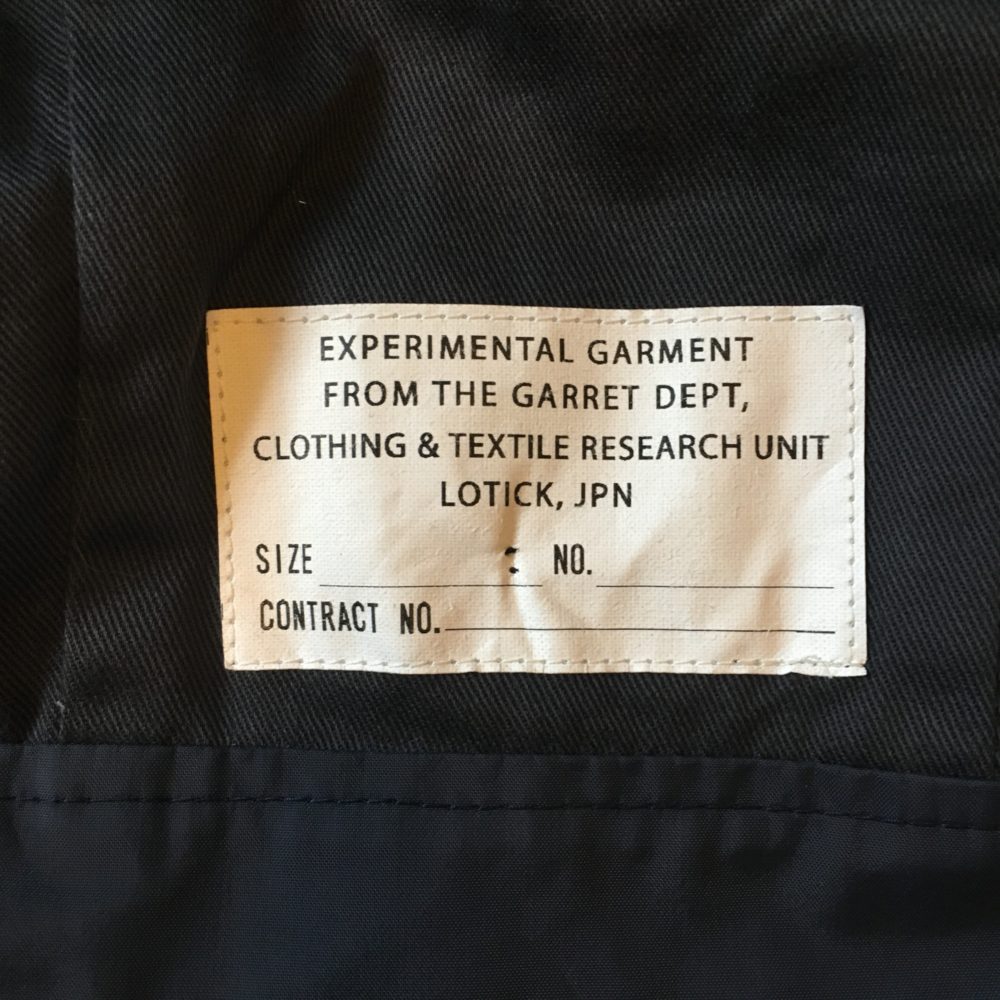 EXPERIMENTAL GARMENT
FROM THE GARRET DEPT,
CLOTHING & TEXTILE RESEARCH UNIT
LOTICK, JPN
SIZE NO.
CONTRACT NO.